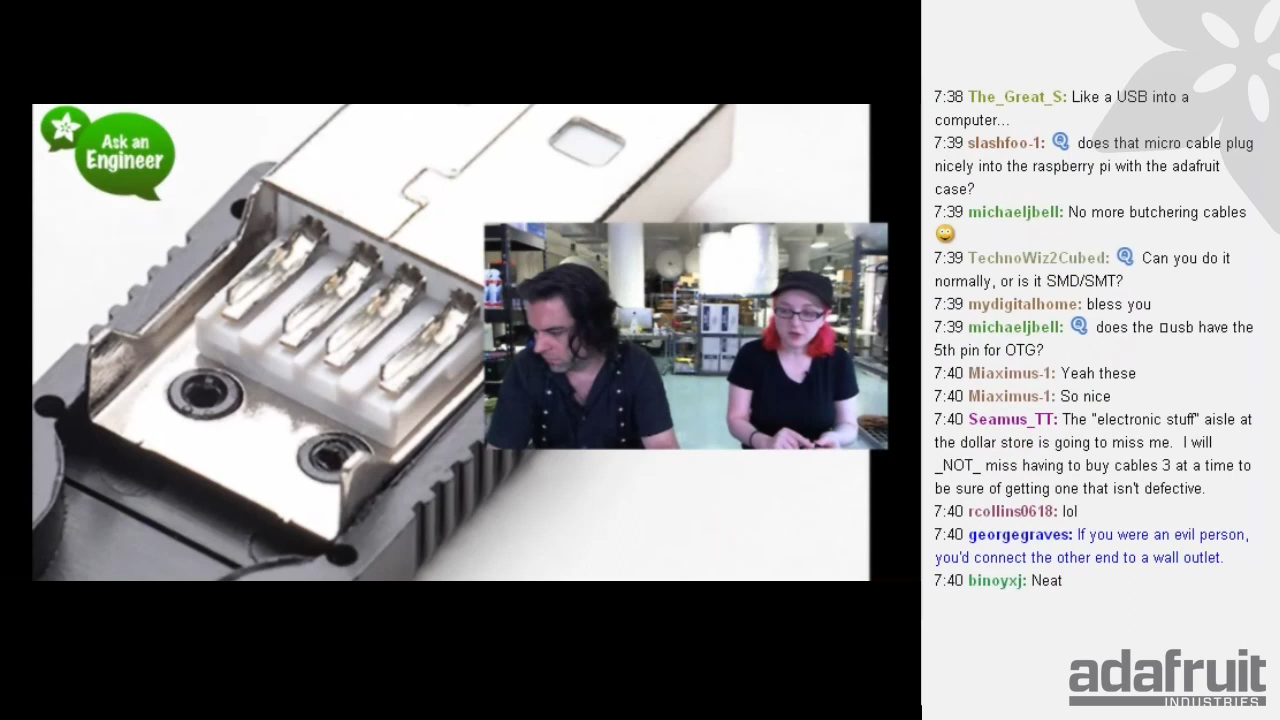 Ask an
Engineer
7:38 The_Great_S: Like a USB into a
computer...
7:39 slashfoo-1: does that micro cable plug
nicely into the raspberry pi with the adafruit
case?
7:39 michaeljbell: No more butchering cables
7:39 TechnoWiz2Cubed: Can you do it
normally, or is it SMD/SMT?
7:39 mydigitalhome: bless you
7:39 michaeljbell: does the □usb have the
5th pin for OTG?
7:40 Miaximus-1: Yeah these
7:40 Miaximus-1: So nice
7:40 Seamus_TT: The "electronic stuff" aisle at
the dollar store is going to miss me. I will
_NOT_ miss having to buy cables 3 at a time to
be sure of getting one that isn't defective.
7:40 rcollins0618: lol
7:40 georgegraves: If you were an evil person,
you'd connect the other end to a wall outlet.
7:40 binoyxj: Neat
adafruit
INDUSTRIES